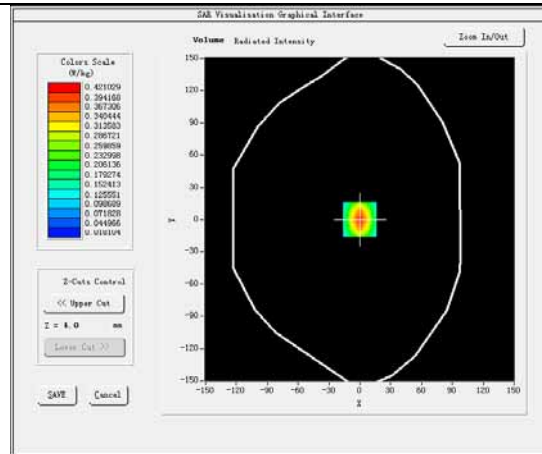 SAR Visualisation Graphical Interface
Volume Radiated Intensity
Zoom In/Out
Colors Scale
(W/kg)
0.421029
0.394168
0.367306
0.340444
0.313583
0.286721
0.259859
0.232998
0.206136
0.179274
0.152413
0.125551
0.098689
0.071828
0.044966
0.018104
150
120
90
60
30
0
-30
-60
-90
-120
-150
Y
-150 -120 -90 -60 -30 0 30 60 90 120 150
X
Z-Cuts Control
<< Upper Cut
Z = 4.0 mm
Lower Cut >>
SAVE Cancel